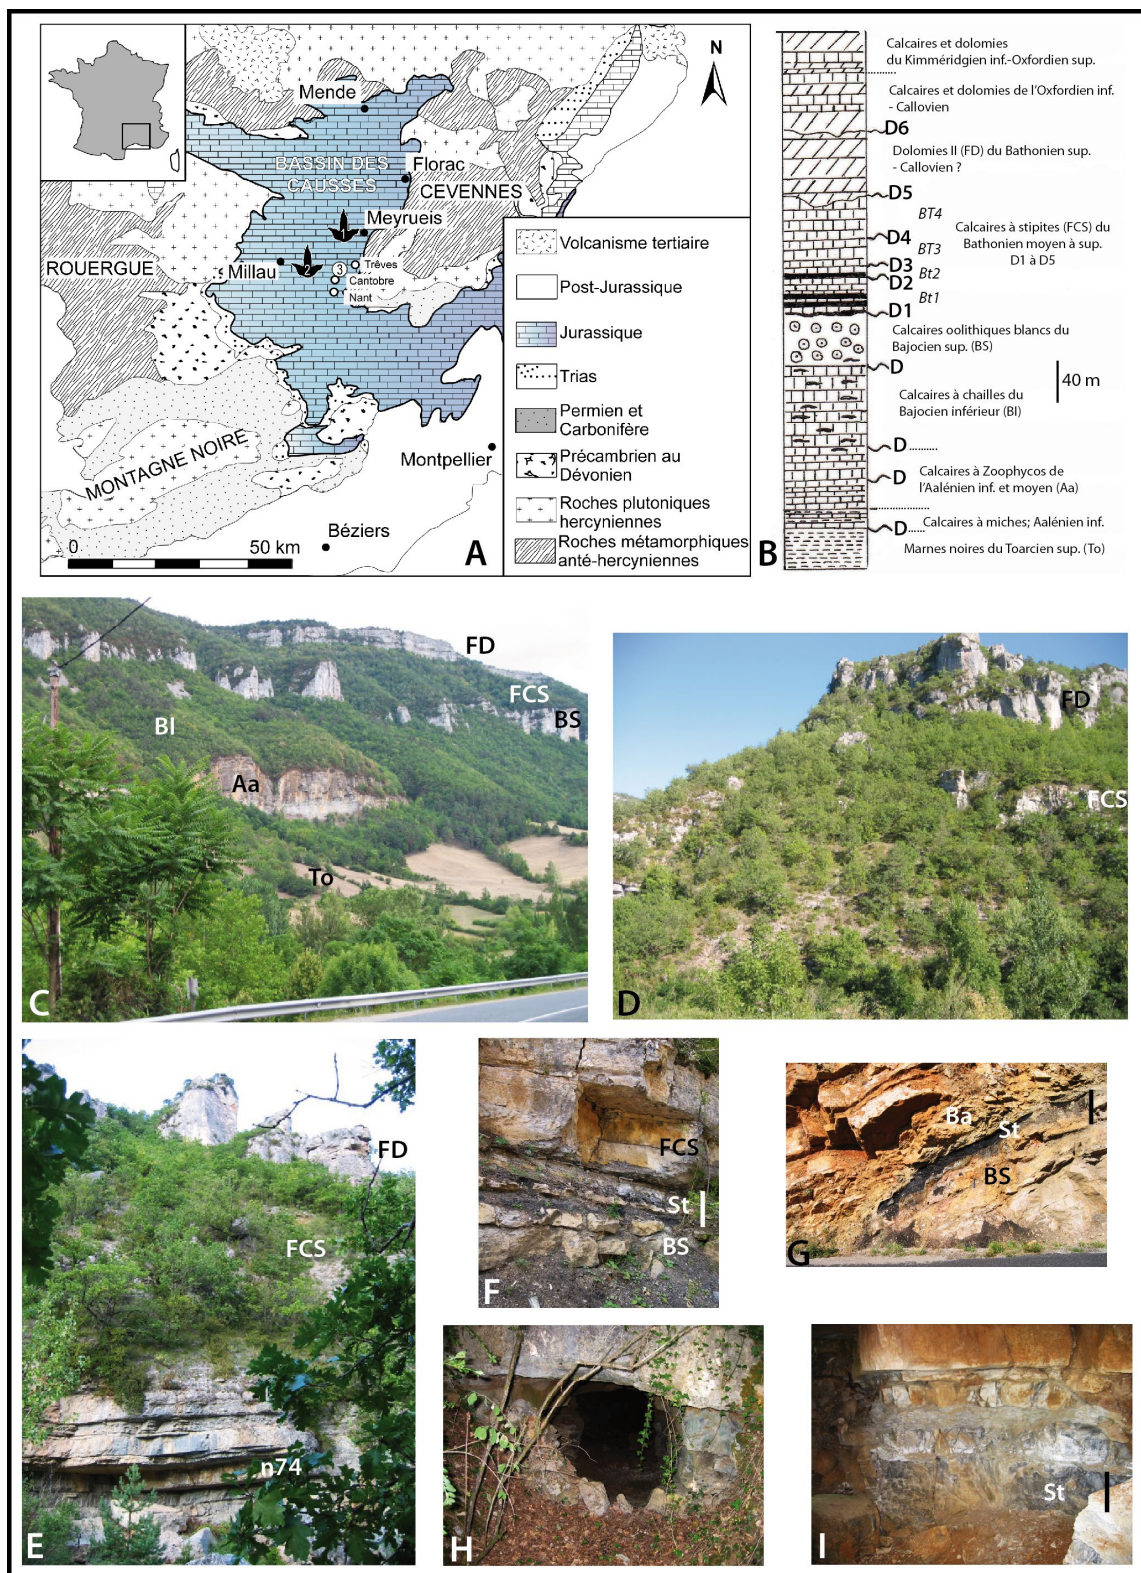 Mende
BASSIN DES
CAUSSES
Florac
CEVENNES
Meyrueis
1
ROUERGUE
Millau
2
3
Trêves
Cantobre
Nant
MONTAGNE NOIRE
Montpellier
Béziers
0
50 km
A
N
Volcanisme tertiaire
Post-Jurassique
Jurassique
Trias
Permien et
Carbonifère
Précambrien au
Dévonien
Roches plutoniques
hercyniennes
Roches métamorphiques
anté-hercyniennes
B
Calcaires et dolomies
du Kimméridgien inf.-Oxfordien sup.
Calcaires et dolomies de l'Oxfordien inf.
- Callovien
D6
Dolomies II (FD) du Bathonien sup.
- Callovien ?
D5
BT4
Calcaires à stipites (FCS) du
Bathonien moyen à sup.
D1 à D5
D4
BT3
D3
Bt2
D2
Bt1
D1
Calcaires oolithiques blancs du
Bajocien sup. (BS)
D
40 m
Calcaires à chailles du
Bajocien inférieur (BI)
D
D
Calcaires à Zoophycos de
l'Aalénien inf. et moyen (Aa)
Calcaires à miches; Aalénien inf.
D
Marnes noires du Toarcien sup. (To)
FD
FCS
BS
BI
Aa
To
C
FD
FCS
D
FD
FCS
n74
E
FCS
St
BS
F
Ba
St
BS
G
H
St
I